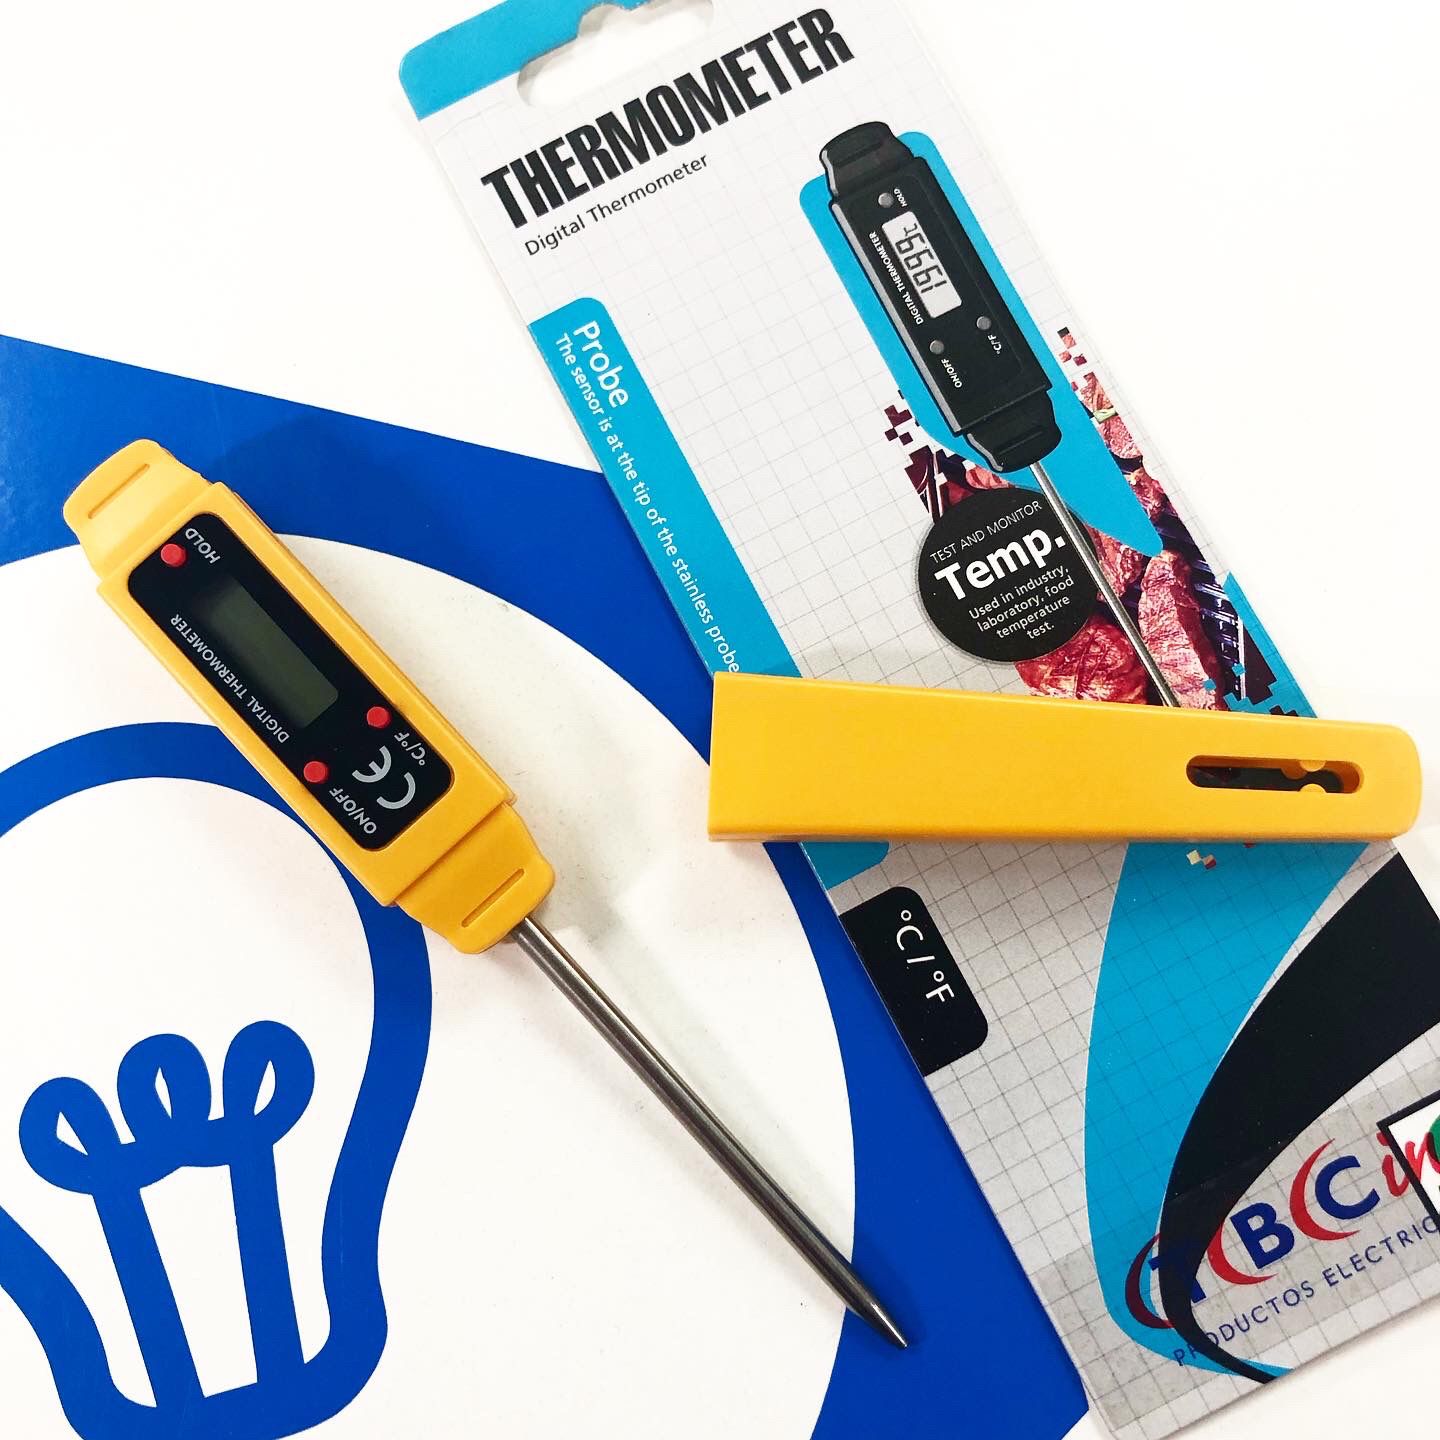 THERMOMETER
Digital Thermometer
HOLD
199.9
°C
DIGITAL THERMOMETER
ON/OFF
°C/°F
Probe
The sensor is at the tip of the stainless probe
TEST AND MONITOR
Temp.
Used in industry,
laboratory, food
temperature
test.
HOLD
DIGITAL THERMOMETER
ON/OFF
°C/°F
CE
°C/°F
TBC in
PRODUCTOS ELECTRIC